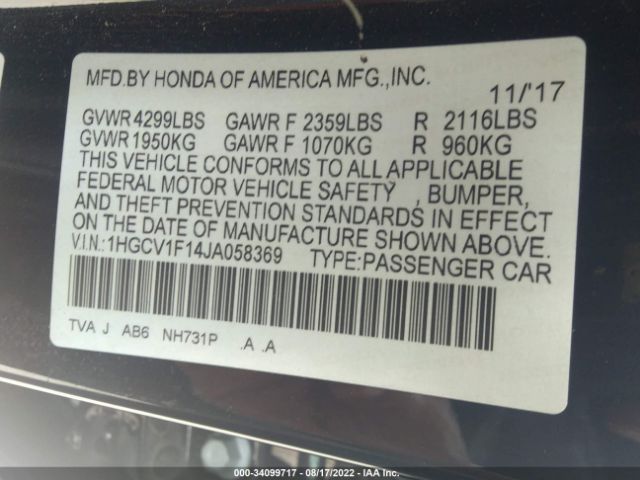 MFD.BY HONDA OF AMERICA MFG.,INC. 11/'17
GVWR 4299LBS GAWR F 2359LBS R 2116LBS
GVWR 1950KG GAWR F 1070KG R 960KG
THIS VEHICLE CONFORMS TO ALL APPLICABLE
FEDERAL MOTOR VEHICLE SAFETY , BUMPER,
AND THEFT PREVENTION STANDARDS IN EFFECT
ON THE DATE OF MANUFACTURE SHOWN ABOVE.
V.I.N.:1HGCV1F14JA058369 TYPE:PASSENGER CAR
TVA J AB6 NH731P .A .A
000-34099717 - 08/17/2022 - IAA Inc.